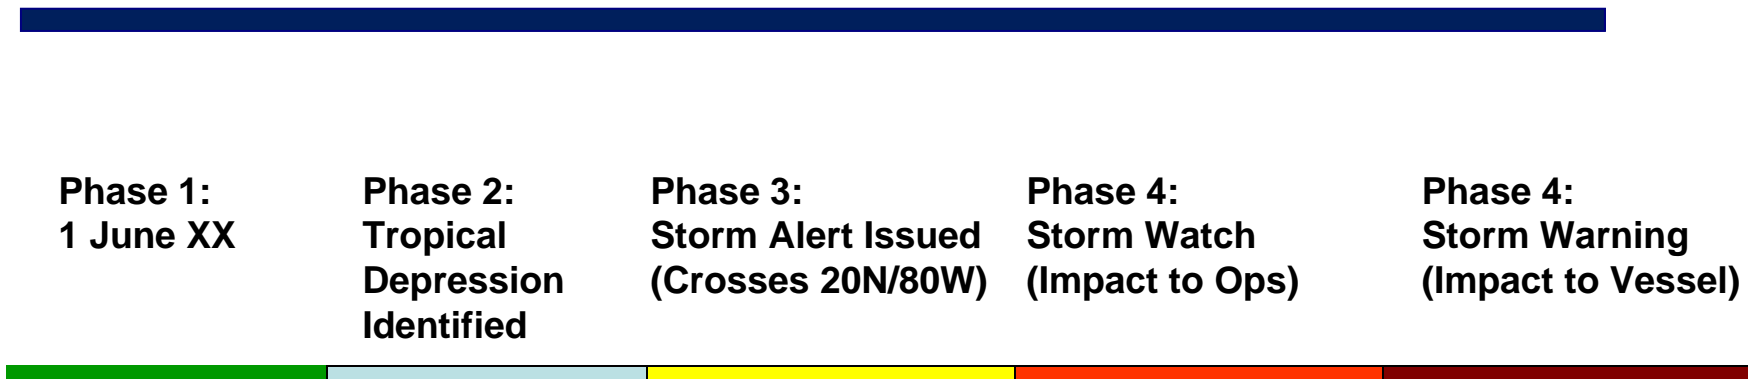 Phase 1:
1 June XX
Phase 2:
Tropical
Depression
Identified
Phase 3:
Storm Alert Issued
(Crosses 20N/80W)
Phase 4:
Storm Watch
(Impact to Ops)
Phase 4:
Storm Warning
(Impact to Vessel)